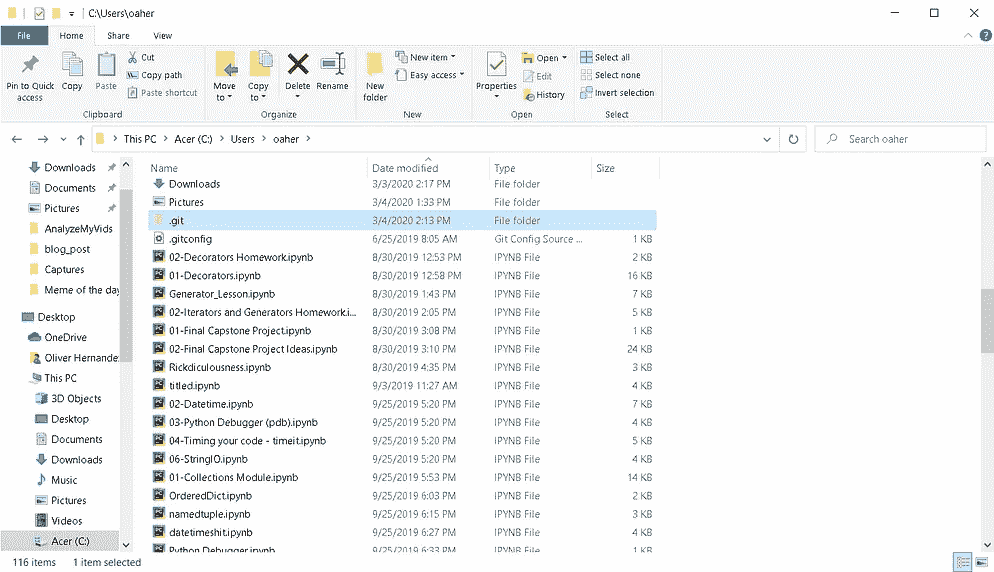 C:\Users\oaher
File Home Share View
Pin to Quick access
Copy
Paste
Cut
Copy path
Paste shortcut
Clipboard
Move to
Copy to
Delete
Rename
Organize
New folder
New item
Easy access
New
Properties
Open
Edit
History
Open
Select all
Select none
Invert selection
Select
This PC > Acer (C:) > Users > oaher >
Search oaher
Downloads
Documents
Pictures
AnalyzeMyVids
blog_post
Captures
Meme of the day
Desktop
OneDrive
Oliver Hernande
This PC
3D Objects
Desktop
Documents
Downloads
Music
Pictures
Videos
Acer (C:)
Name Date modified Type Size
Downloads 3/3/2020 2:17 PM File folder
Pictures 3/4/2020 1:33 PM File folder
.git 3/4/2020 2:13 PM File folder
.gitconfig 6/25/2019 8:05 AM Git Config Source ... 1 KB
02-Decorators Homework.ipynb 8/30/2019 12:53 PM IPYNB File 2 KB
01-Decorators.ipynb 8/30/2019 12:58 PM IPYNB File 16 KB
Generator_Lesson.ipynb 8/30/2019 1:43 PM IPYNB File 7 KB
02-Iterators and Generators Homework.i... 8/30/2019 2:05 PM IPYNB File 5 KB
01-Final Capstone Project.ipynb 8/30/2019 3:08 PM IPYNB File 1 KB
02-Final Capstone Project Ideas.ipynb 8/30/2019 3:10 PM IPYNB File 24 KB
Rickdiculousness.ipynb 8/30/2019 4:35 PM IPYNB File 3 KB
titled.ipynb 9/3/2019 11:27 AM IPYNB File 4 KB
02-Datetime.ipynb 9/25/2019 5:20 PM IPYNB File 7 KB
03-Python Debugger (pdb).ipynb 9/25/2019 5:20 PM IPYNB File 4 KB
04-Timing your code - timeit.ipynb 9/25/2019 5:20 PM IPYNB File 5 KB
06-StringIO.ipynb 9/25/2019 5:20 PM IPYNB File 4 KB
01-Collections Module.ipynb 9/25/2019 5:53 PM IPYNB File 14 KB
OrderedDict.ipynb 9/25/2019 6:03 PM IPYNB File 2 KB
namedtuple.ipynb 9/25/2019 6:15 PM IPYNB File 3 KB
datetimeshit.ipynb 9/25/2019 6:27 PM IPYNB File 4 KB
Python Debugger.ipynb 9/25/2019 6:33 PM IPYNB File 1 KB
116 items 1 item selected